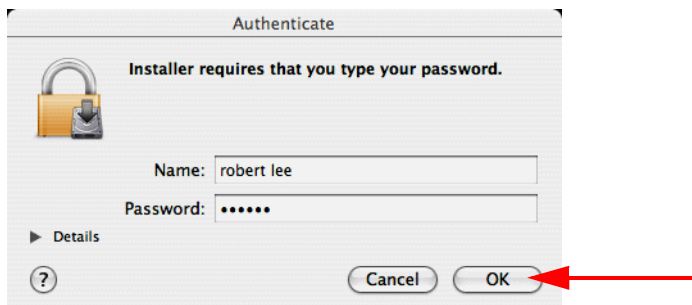 Authenticate
Installer requires that you type your password.
Name: robert lee
Password: ••••••
Details
? Cancel OK